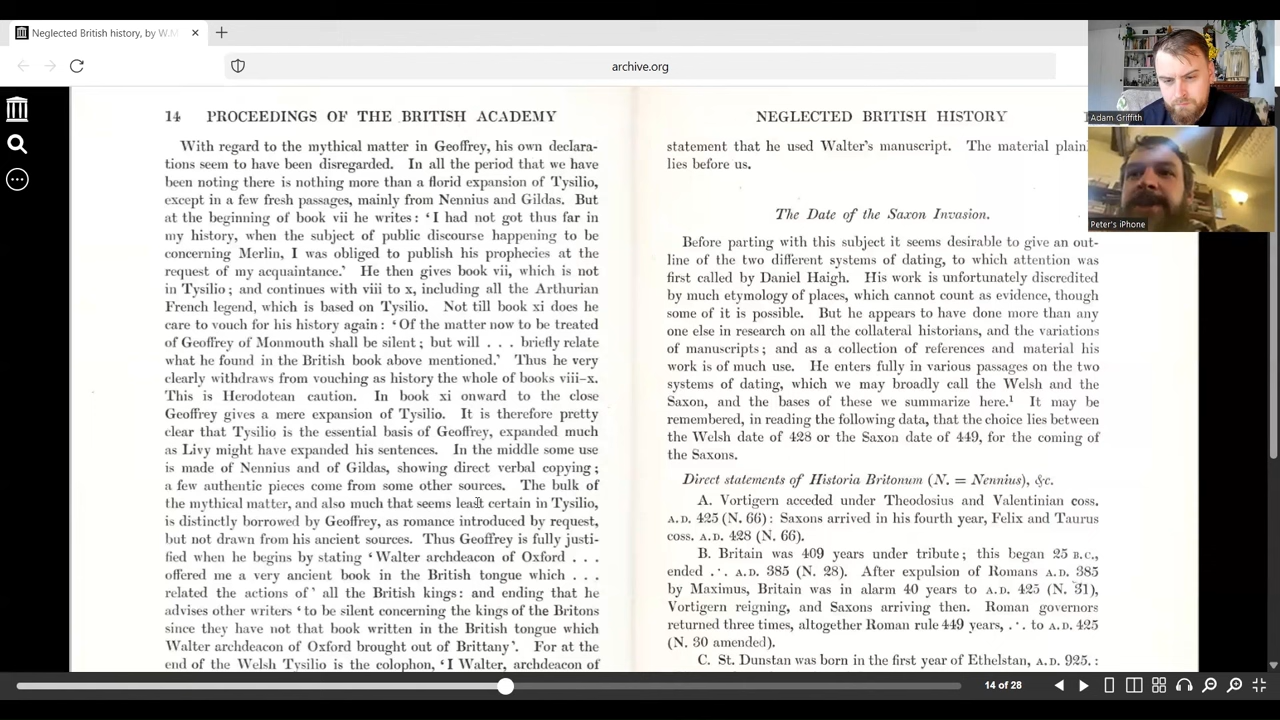 Neglected British history, by W.M
archive.org
Adam Griffith
Peter's iPhone
14 PROCEEDINGS OF THE BRITISH ACADEMY
With regard to the mythical matter in Geoffrey, his own declara-
tions seem to have been disregarded. In all the period that we have
been noting there is nothing more than a florid expansion of Tysilio,
except in a few fresh passages, mainly from Nennius and Gildas. But
at the beginning of book vii he writes: ‘I had not got thus far in
my history, when the subject of public discourse happening to be
concerning Merlin, I was obliged to publish his prophecies at the
request of my acquaintance.’ He then gives book vii, which is not
in Tysilio; and continues with viii to x, including all the Arthurian
French legend, which is based on Tysilio. Not till book xi does he
care to vouch for his history again: ‘Of the matter now to be treated
of Geoffrey of Monmouth shall be silent; but will . . . briefly relate
what he found in the British book above mentioned.’ Thus he very
clearly withdraws from vouching as history the whole of books viii–x.
This is Herodotean caution. In book xi onward to the close
Geoffrey gives a mere expansion of Tysilio. It is therefore pretty
clear that Tysilio is the essential basis of Geoffrey, expanded much
as Livy might have expanded his sentences. In the middle some use
is made of Nennius and of Gildas, showing direct verbal copying;
a few authentic pieces come from some other sources. The bulk of
the mythical matter, and also much that seems least certain in Tysilio,
is distinctly borrowed by Geoffrey, as romance introduced by request,
but not drawn from his ancient sources. Thus Geoffrey is fully justi-
fied when he begins by stating ‘Walter archdeacon of Oxford . . .
offered me a very ancient book in the British tongue which . . .
related the actions of’ all the British kings: and ending that he
advises other writers ‘to be silent concerning the kings of the Britons
since they have not that book written in the British tongue which
Walter archdeacon of Oxford brought out of Brittany’. For at the
end of the Welsh Tysilio is the colophon, ‘I Walter, archdeacon of
NEGLECTED BRITISH HISTORY
statement that he used Walter's manuscript. The material plain
lies before us.
The Date of the Saxon Invasion.
Before parting with this subject it seems desirable to give an out-
line of the two different systems of dating, to which attention was
first called by Daniel Haigh. His work is unfortunately discredited
by much etymology of places, which cannot count as evidence, though
some of it is possible. But he appears to have done more than any
one else in research on all the collateral historians, and the variations
of manuscripts; and as a collection of references and material his
work is of much use. He enters fully in various passages on the two
systems of dating, which we may broadly call the Welsh and the
Saxon, and the bases of these we summarize here.¹ It may be
remembered, in reading the following data, that the choice lies between
the Welsh date of 428 or the Saxon date of 449, for the coming of
the Saxons.
Direct statements of Historia Britonum (N. = Nennius), &c.
A. Vortigern acceded under Theodosius and Valentinian coss.
A.D. 425 (N. 66): Saxons arrived in his fourth year, Felix and Taurus
coss. A.D. 428 (N. 66).
B. Britain was 409 years under tribute; this began 25 B.C.,
ended ∴ A.D. 385 (N. 28). After expulsion of Romans A.D. 385
by Maximus, Britain was in alarm 40 years to A.D. 425 (N. 31),
Vortigern reigning, and Saxons arriving then. Roman governors
returned three times, altogether Roman rule 449 years, ∴ to A.D. 425
(N. 30 amended).
C. St. Dunstan was born in the first year of Ethelstan, A.D. 925.:
14 of 28